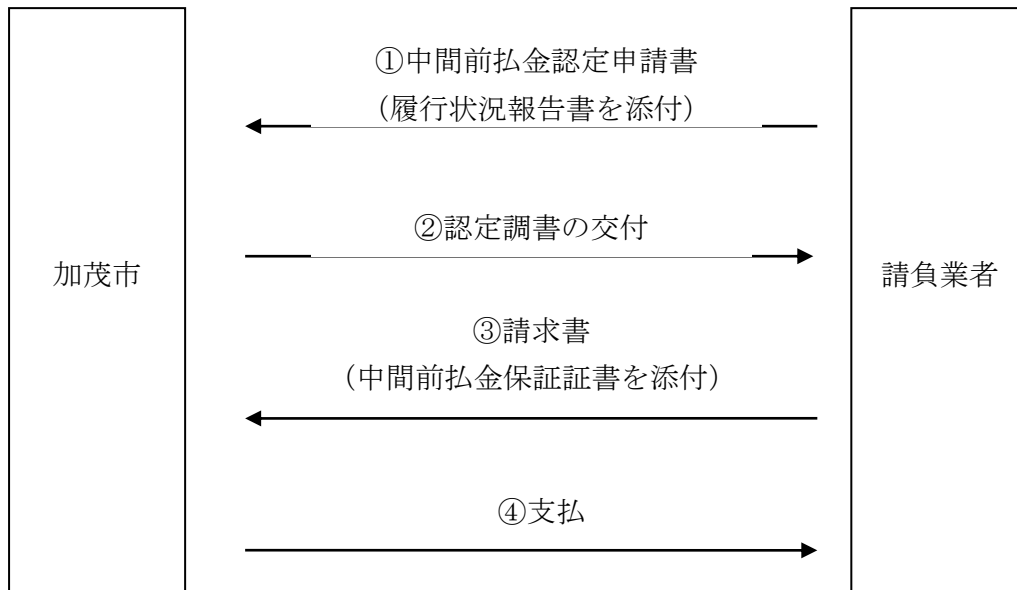 ①中間前払金認定申請書
（履行状況報告書を添付）
②認定調書の交付
加茂市
請負業者
③請求書
（中間前払金保証証書を添付）
④支払